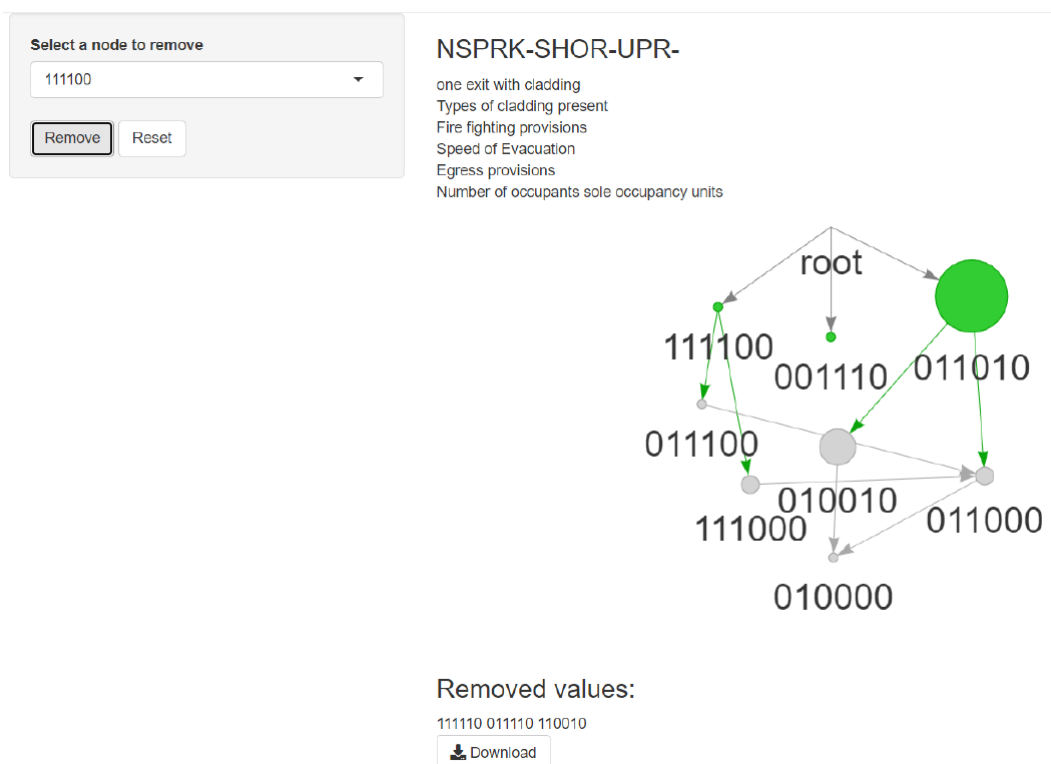 Select a node to remove
111100
Remove
Reset
NSPRK-SHOR-UPR-
one exit with cladding
Types of cladding present
Fire fighting provisions
Speed of Evacuation
Egress provisions
Number of occupants sole occupancy units
root
111100
001110
011010
011100
010010
111000
011000
010000
Removed values:
111110 011110 110010
Download